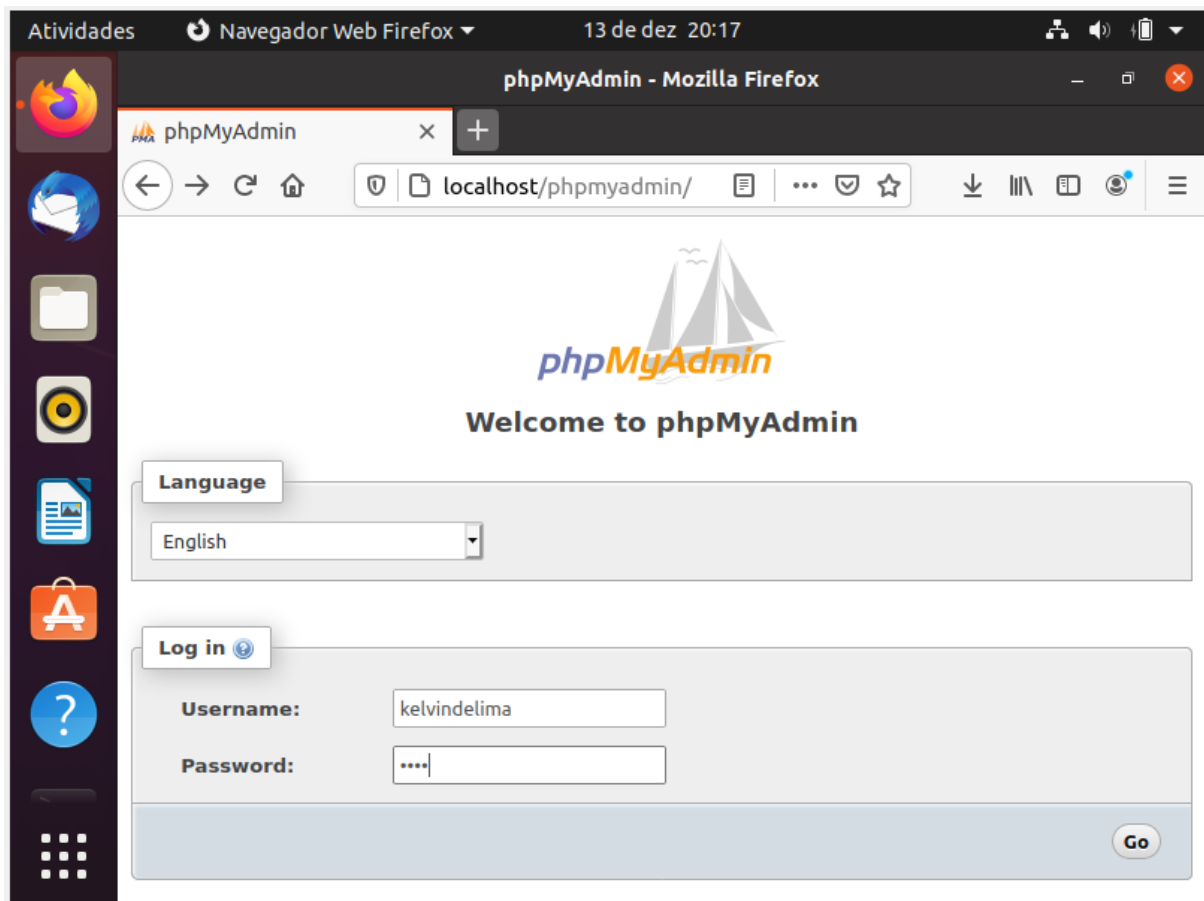 Atividades Navegador Web Firefox 13 de dez 20:17
phpMyAdmin - Mozilla Firefox
PMA phpMyAdmin
localhost/phpmyadmin/
phpMyAdmin
Welcome to phpMyAdmin
Language
English
Log in
Username: kelvindelima
Password: ••••
Go